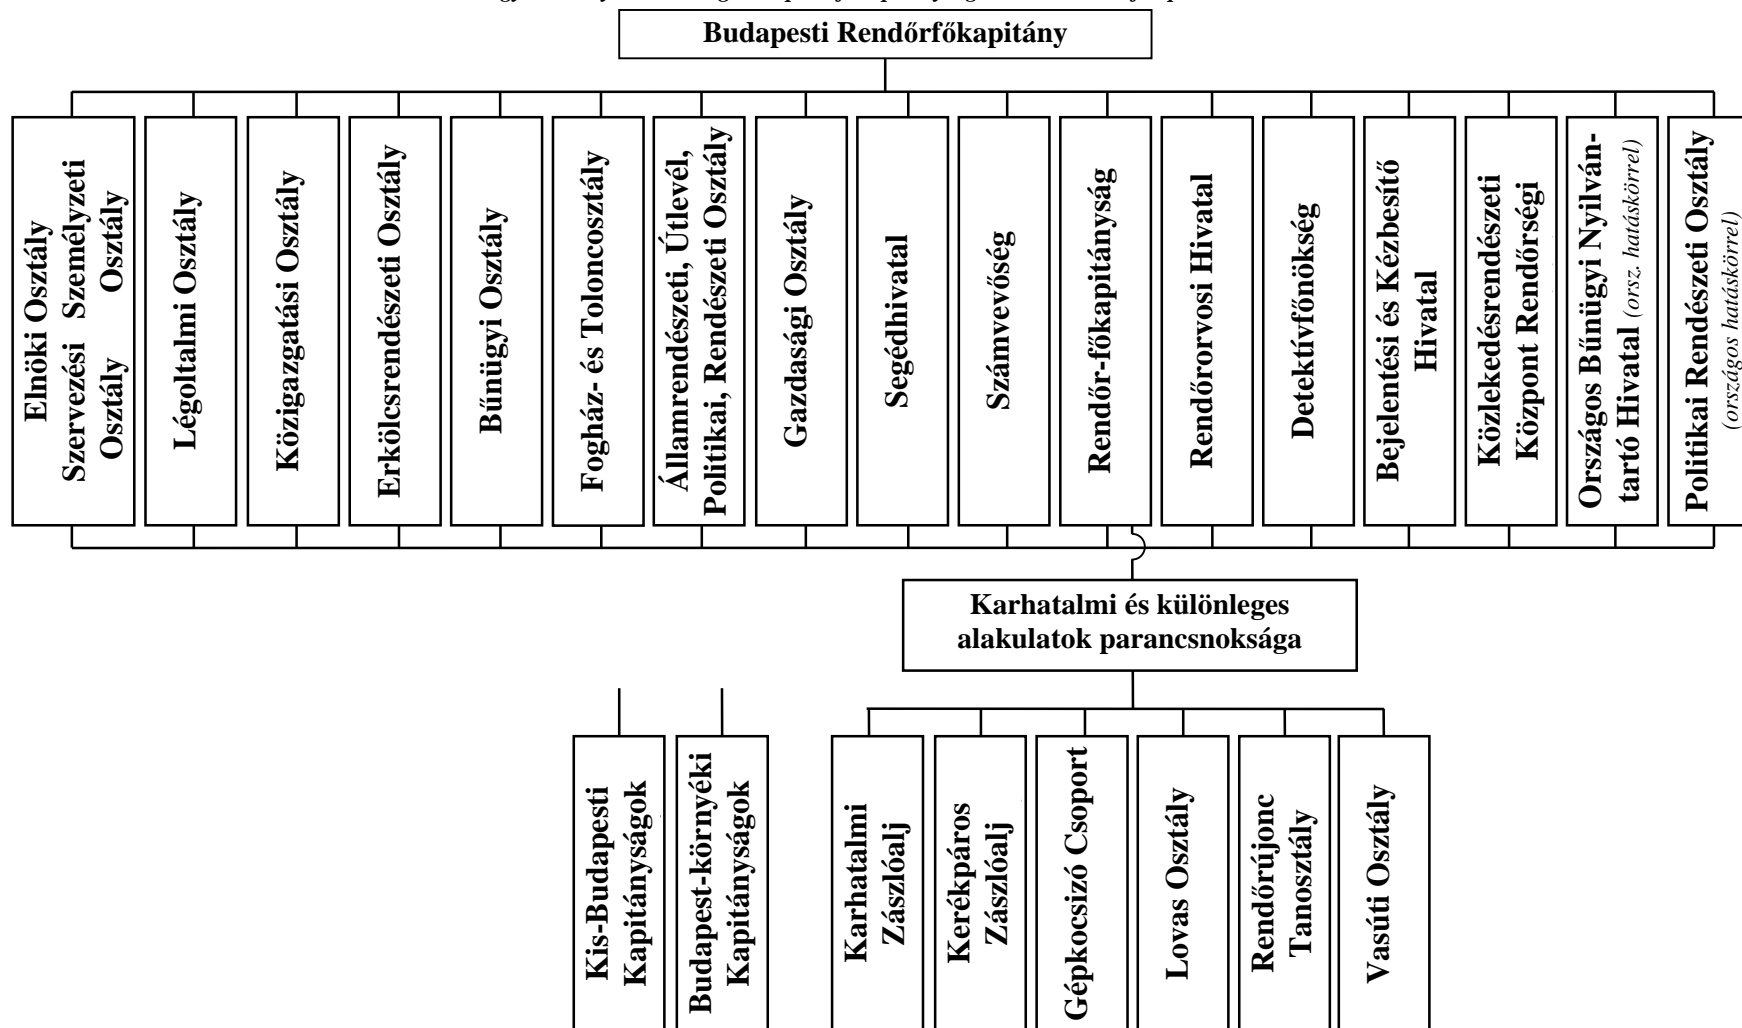 Budapesti Rendőrfőkapitány
Elnöki Osztály
Szervezési Személyzeti
Osztály Osztály
Légoltalmi Osztály
Közigazgatási Osztály
Erkölcsrendészeti Osztály
Bűnügyi Osztály
Fogház- és Toloncosztály
Államrendészeti, Útlevél,
Politikai, Rendészeti Osztály
Gazdasági Osztály
Segédhivatal
Számvevőség
Rendőr-főkapitányság
Rendőrorvosi Hivatal
Detektívfőnökség
Bejelentési és Kézbesítő
Hivatal
Közlekedésrendészeti
Központ Rendőrségi
Országos Bűnügyi Nyilván-
tartó Hivatal (orsz. hatáskörrel)
Politikai Rendészeti Osztály
(országos hatáskörrel)
Karhatalmi és különleges
alakulatok parancsnoksága
Kis-Budapesti
Kapitányságok
Budapest-környéki
Kapitányságok
Karhatalmi
Zászlóalj
Kerékpáros
Zászlóalj
Gépkocsizó Csoport
Lovas Osztály
Rendőrújonc
Tanosztály
Vasúti Osztály